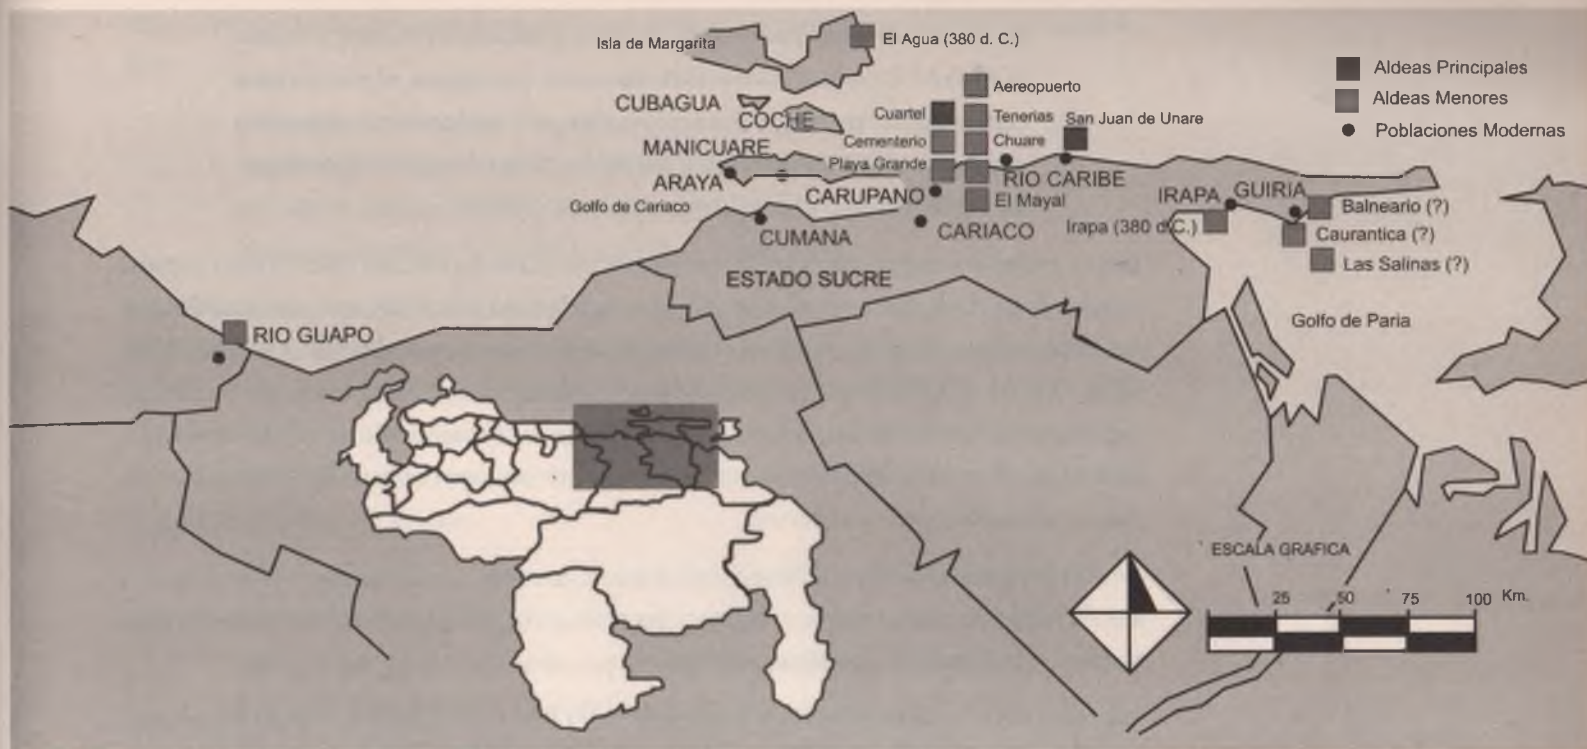 Isla de Margarita
El Agua (380 d. C.)
Aldeas Principales
Aldeas Menores
Poblaciones Modernas
Aereopuerto
CUBAGUA
COCHE
Cuartel
Tenerias
San Juan de Unare
MANICUARE
Cementerio
Chuare
Playa Grande
ARAYA
RIO CARIBE
CARUPANO
El Mayal
IRAPA
GUIRIA
Golfo de Cariaco
Irapa (380 d.C.)
Balneario (?)
CUMANA
CARIACO
Caurantica (?)
Las Salinas (?)
ESTADO SUCRE
RIO GUAPO
Golfo de Paria
ESCALA GRAFICA
25 50 75 100 Km.